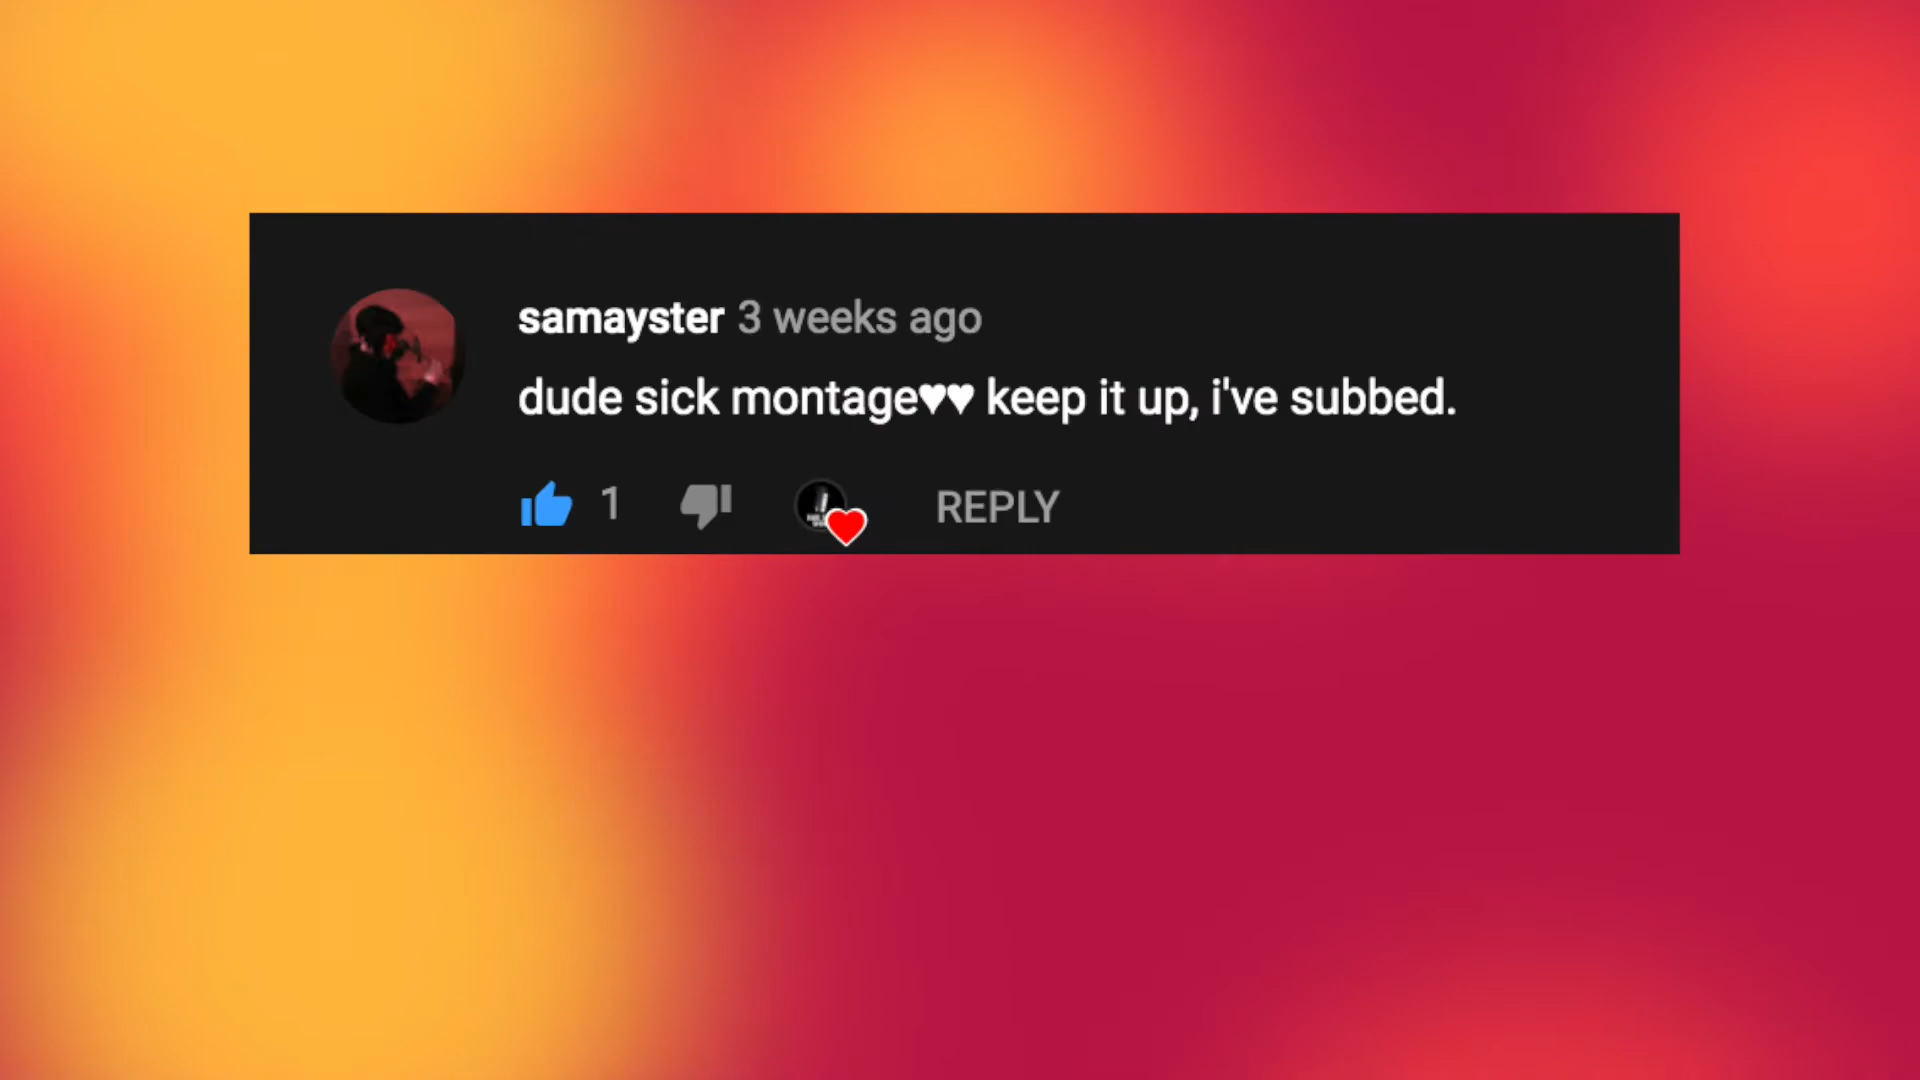 samayster 3 weeks ago
dude sick montage♥♥ keep it up, i've subbed.
1 REPLY